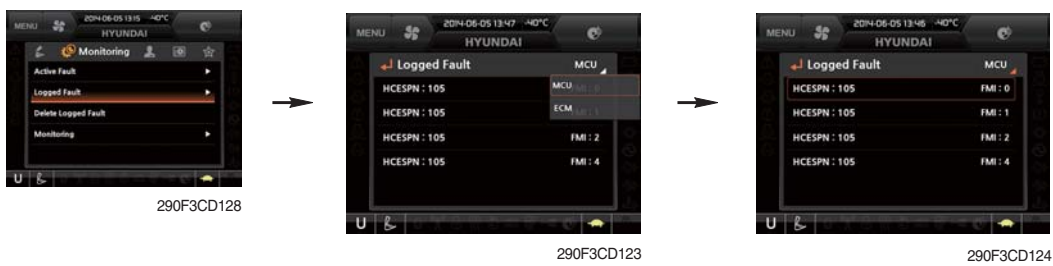 MENU
2014-06-05 13:15 -40°C
HYUNDAI
Monitoring
Active Fault
Logged Fault
Delete Logged Fault
Monitoring
U
290F3CD128
MENU
2014-06-05 13:47 -40°C
HYUNDAI
Logged Fault MCU
HCESPN : 105 MCU
HCESPN : 105 ECM
HCESPN : 105 FMI : 2
HCESPN : 105 FMI : 4
U
290F3CD123
MENU
2014-06-05 13:46 -40°C
HYUNDAI
Logged Fault MCU
HCESPN : 105 FMI : 0
HCESPN : 105 FMI : 1
HCESPN : 105 FMI : 2
HCESPN : 105 FMI : 4
U
290F3CD124